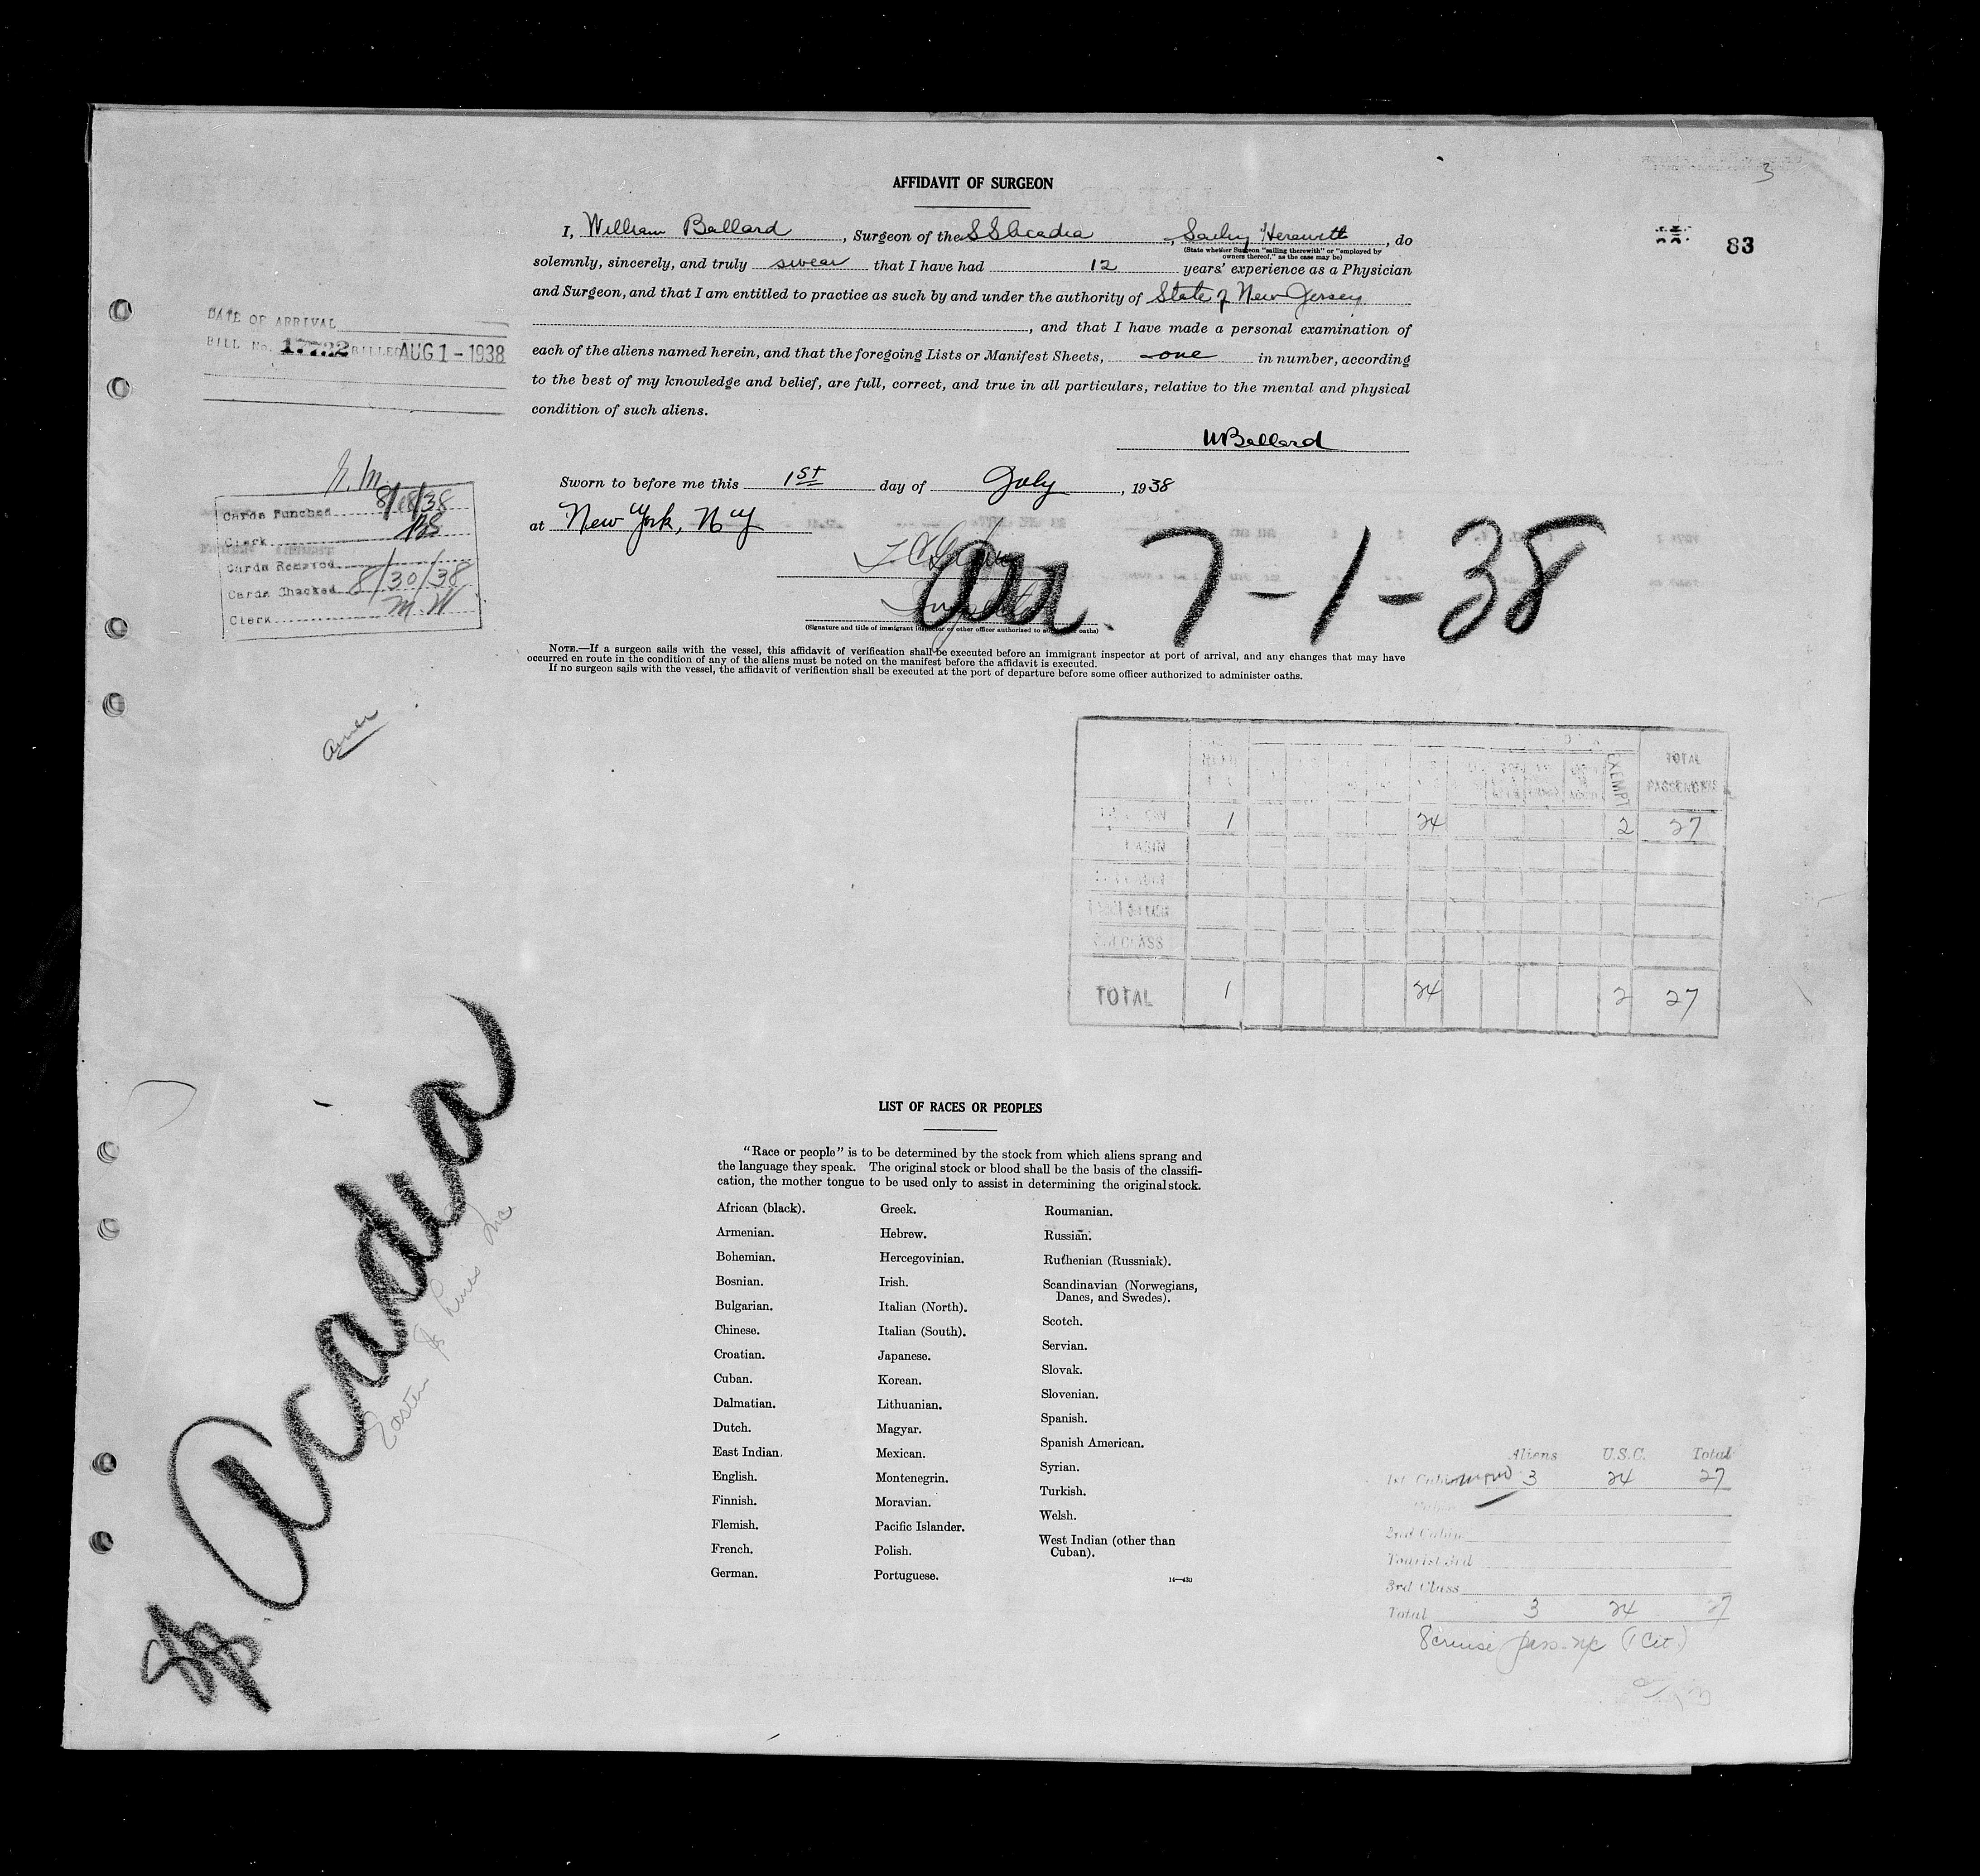 3
83
AFFIDAVIT OF SURGEON
I, William Ballard, Surgeon of the SS Acadia, Sailing Herewith, do
(State whether Surgeon "sailing therewith" or "employed by
owners thereof," as the case may be)
solemnly, sincerely, and truly swear that I have had 12 years' experience as a Physician
and Surgeon, and that I am entitled to practice as such by and under the authority of State of New Jersey
, and that I have made a personal examination of
each of the aliens named herein, and that the foregoing Lists or Manifest Sheets, one in number, according
to the best of my knowledge and belief, are full, correct, and true in all particulars, relative to the mental and physical
condition of such aliens.
WBallard
Sworn to before me this 1st day of July, 1938
at New York, N Y
Arr. 7-1-38
(Signature and title of immigrant inspector or other officer authorized to administer oaths)
NOTE.—If a surgeon sails with the vessel, this affidavit of verification shall be executed before an immigrant inspector at port of arrival, and any changes that may have
occurred en route in the condition of any of the aliens must be noted on the manifest before the affidavit is executed.
If no surgeon sails with the vessel, the affidavit of verification shall be executed at the port of departure before some officer authorized to administer oaths.
DATE OF ARRIVAL
BILL No. 17732 BILLED AUG 1 - 1938
Cards Punched 8/18/38
Clerk
Cards Checked 8/30/38
Clerk M.W
EXEMPT
TOTAL
PASSENGERS
1 24 2 27
CABIN
TOTAL 1 24 2 27
SS. Acadia
Eastern SS Lines Inc
LIST OF RACES OR PEOPLES
"Race or people" is to be determined by the stock from which aliens sprang and
the language they speak. The original stock or blood shall be the basis of the classifi-
cation, the mother tongue to be used only to assist in determining the original stock.
African (black).
Armenian.
Bohemian.
Bosnian.
Bulgarian.
Chinese.
Croatian.
Cuban.
Dalmatian.
Dutch.
East Indian.
English.
Finnish.
Flemish.
French.
German.
Greek.
Hebrew.
Hercegovinian.
Irish.
Italian (North).
Italian (South).
Japanese.
Korean.
Lithuanian.
Magyar.
Mexican.
Montenegrin.
Moravian.
Pacific Islander.
Polish.
Portuguese.
Roumanian.
Russian.
Ruthenian (Russniak).
Scandinavian (Norwegians,
Danes, and Swedes).
Scotch.
Servian.
Slovak.
Slovenian.
Spanish.
Spanish American.
Syrian.
Turkish.
Welsh.
West Indian (other than
Cuban).
14—430
Aliens U.S.C. Total
1st Cabin 3 24 27
Cabin
2nd Cabin
Tourist 3rd
3rd Class
Total 3 24 27
8 cruise pass. (1 Cit.)